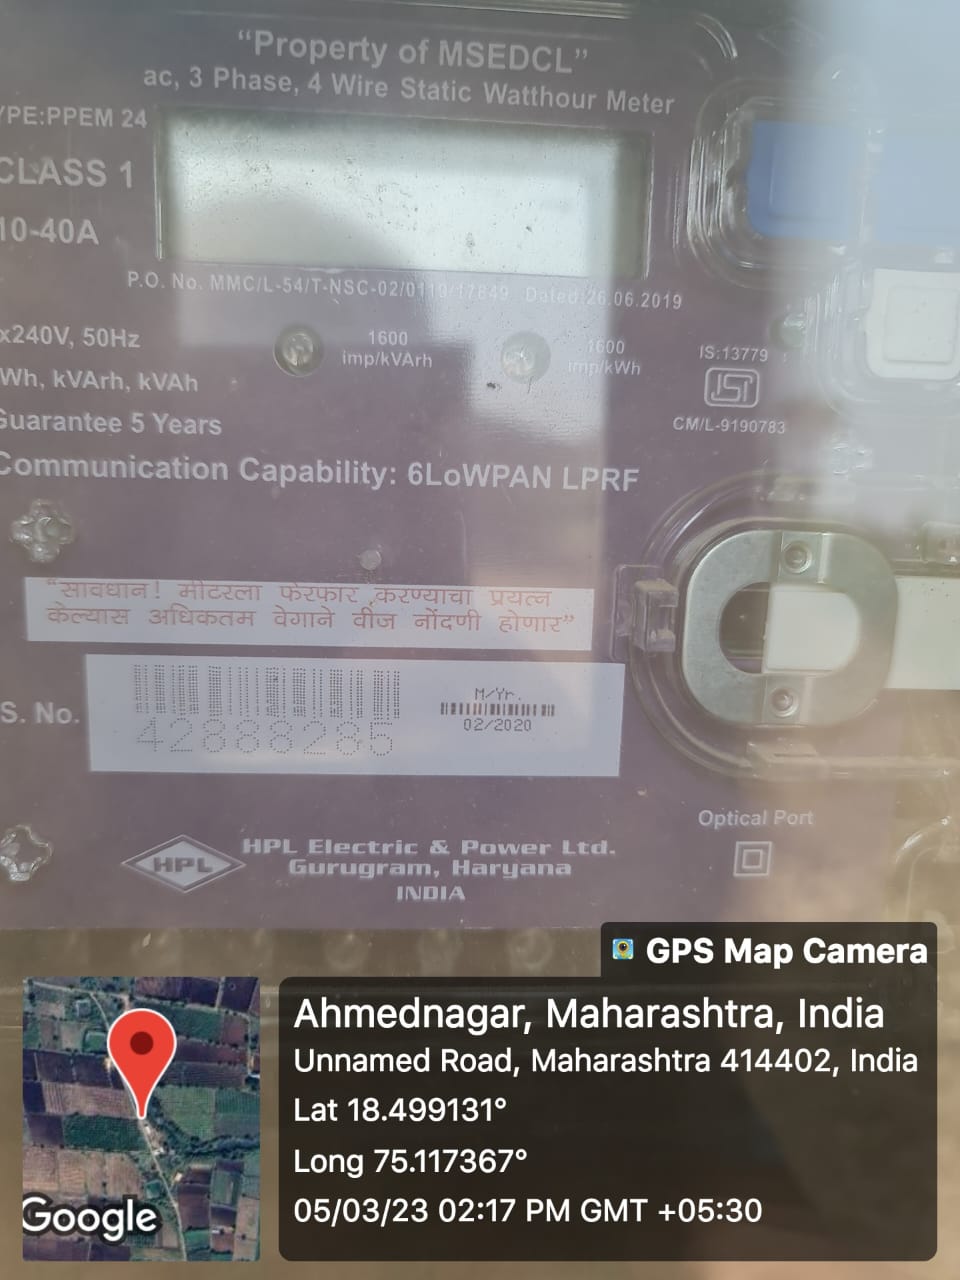 “Property of MSEDCL”
ac, 3 Phase, 4 Wire Static Watthour Meter
YPE:PPEM 24
CLASS 1
10-40A
P.O. No. MMC/L-54/T-NSC-02/0119/17849 Dated:26.06.2019
x240V, 50Hz
1600
imp/kVArh
1600
imp/kWh
IS:13779
ISI
CM/L-9190783
Wh, kVArh, kVAh
Guarantee 5 Years
Communication Capability: 6LoWPAN LPRF
“सावधान! मीटरला फेरफार करण्याचा प्रयत्न
केल्यास अधिकतम वेगाने वीज नोंदणी होणार”
S. No.
42888285
M/Yr.
02/2020
Optical Port
HPL
HPL Electric & Power Ltd.
Gurugram, Haryana
INDIA
GPS Map Camera
Ahmednagar, Maharashtra, India
Unnamed Road, Maharashtra 414402, India
Lat 18.499131°
Long 75.117367°
05/03/23 02:17 PM GMT +05:30
Google